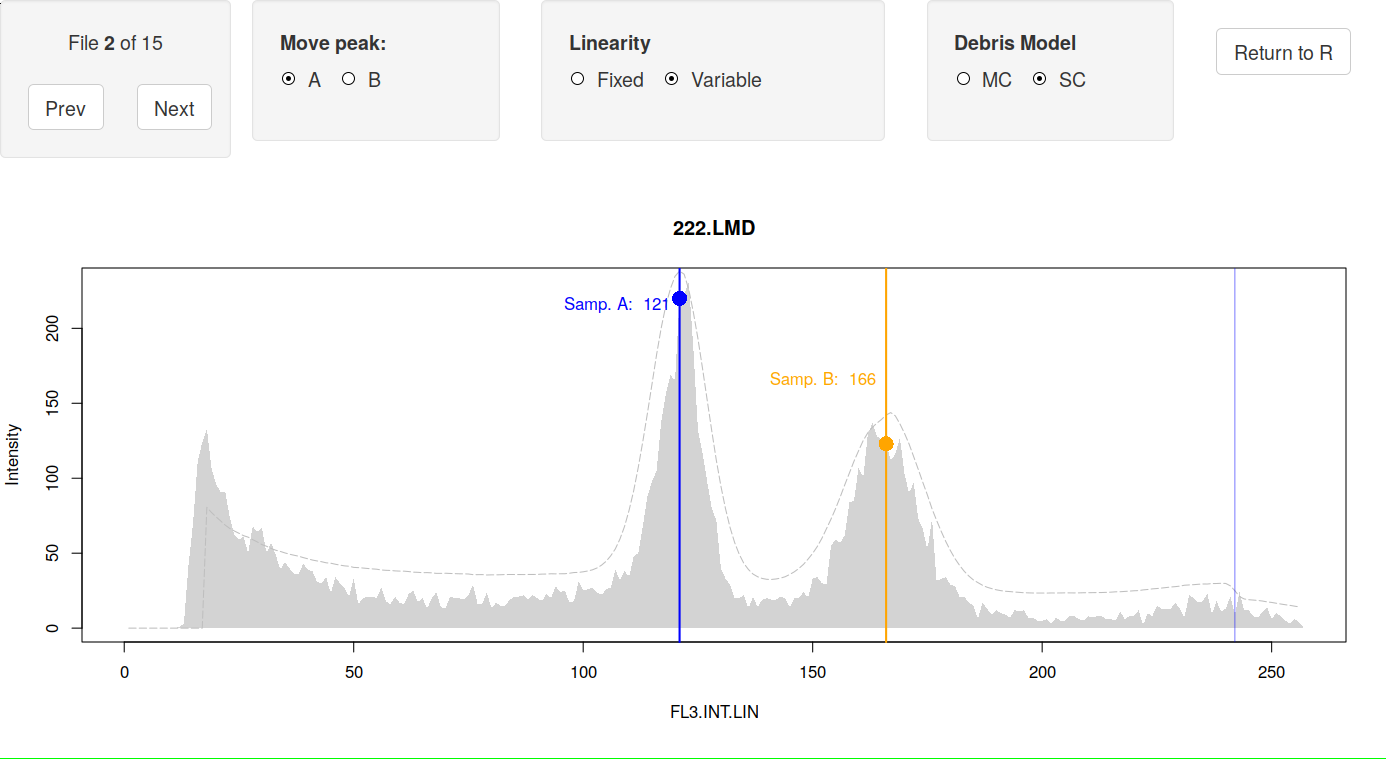 File 2 of 15
Prev Next
Move peak:
A B
Linearity
Fixed Variable
Debris Model
MC SC
Return to R
222.LMD
Samp. A: 121
Samp. B: 166
Intensity
200
150
100
50
0
0 50 100 150 200 250
FL3.INT.LIN